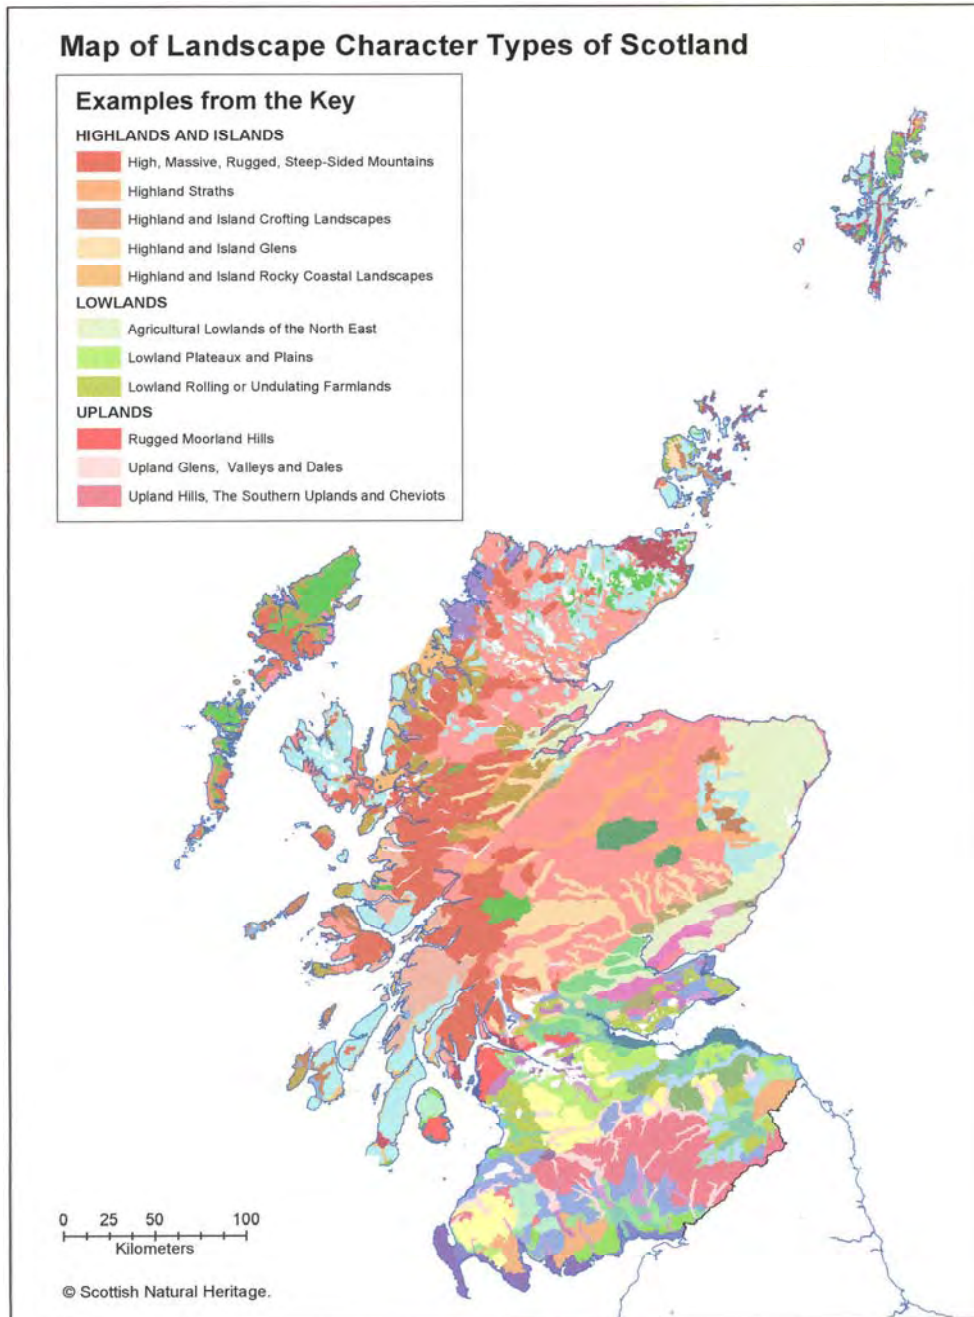 Map of Landscape Character Types of Scotland
Examples from the Key
HIGHLANDS AND ISLANDS
High, Massive, Rugged, Steep-Sided Mountains
Highland Straths
Highland and Island Crofting Landscapes
Highland and Island Glens
Highland and Island Rocky Coastal Landscapes
LOWLANDS
Agricultural Lowlands of the North East
Lowland Plateaux and Plains
Lowland Rolling or Undulating Farmlands
UPLANDS
Rugged Moorland Hills
Upland Glens, Valleys and Dales
Upland Hills, The Southern Uplands and Cheviots
0 25 50 100
Kilometers
© Scottish Natural Heritage.